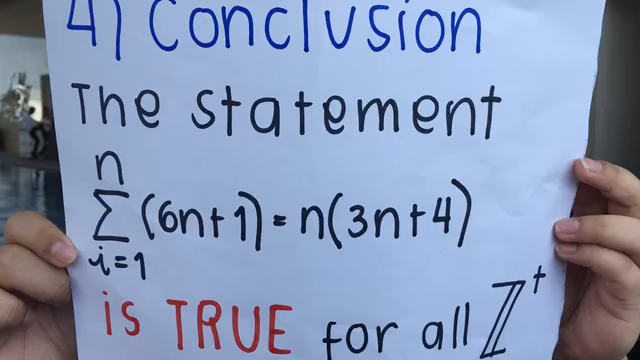 4) Conclusion
The statement
n
∑ (6n+1) = n(3n+4)
i=1
is TRUE for all ℤ⁺